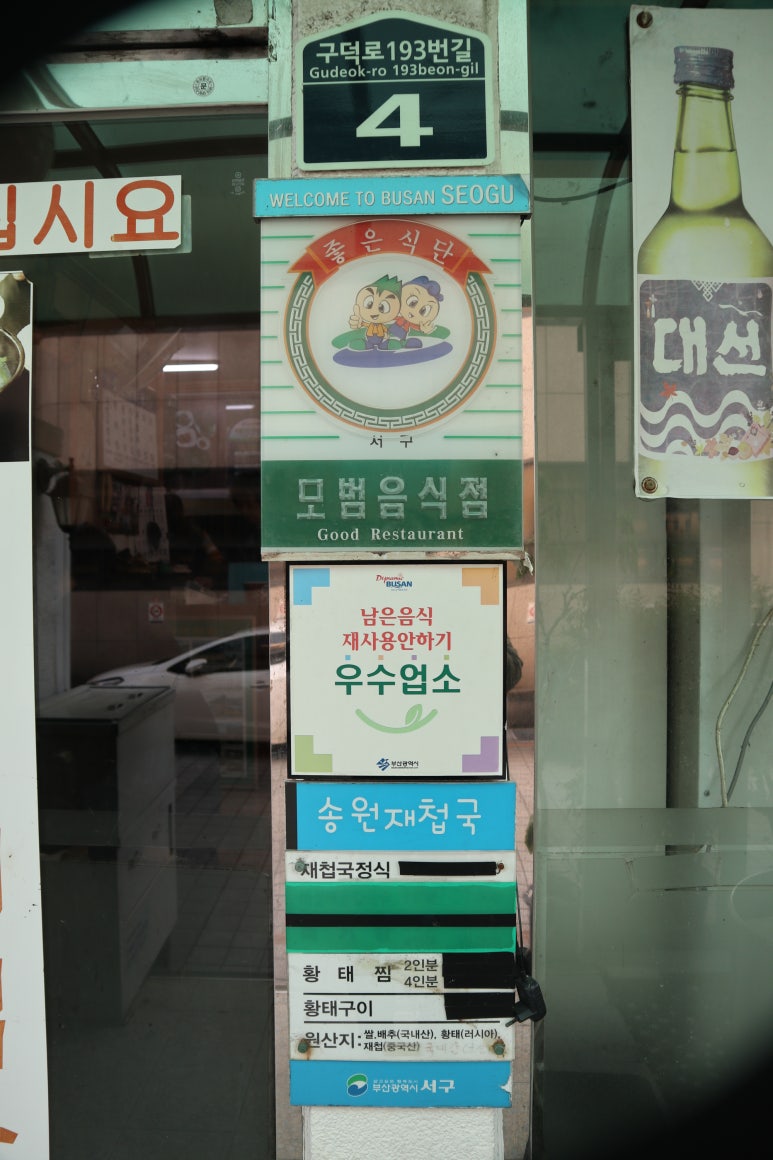 구덕로193번길
Gudeok-ro 193beon-gil
4
십시요
WELCOME TO BUSAN SEOGU
좋은식단
서구
모범음식점
Good Restaurant
대선
Dynamic
BUSAN
남은음식
재사용안하기
우수업소
부산광역시
송원재첩국
재첩국정식
황태찜 2인분
4인분
황태구이
원산지: 쌀,배추(국내산), 황태(러시아),
재첩(중국산)
부산광역시 서구